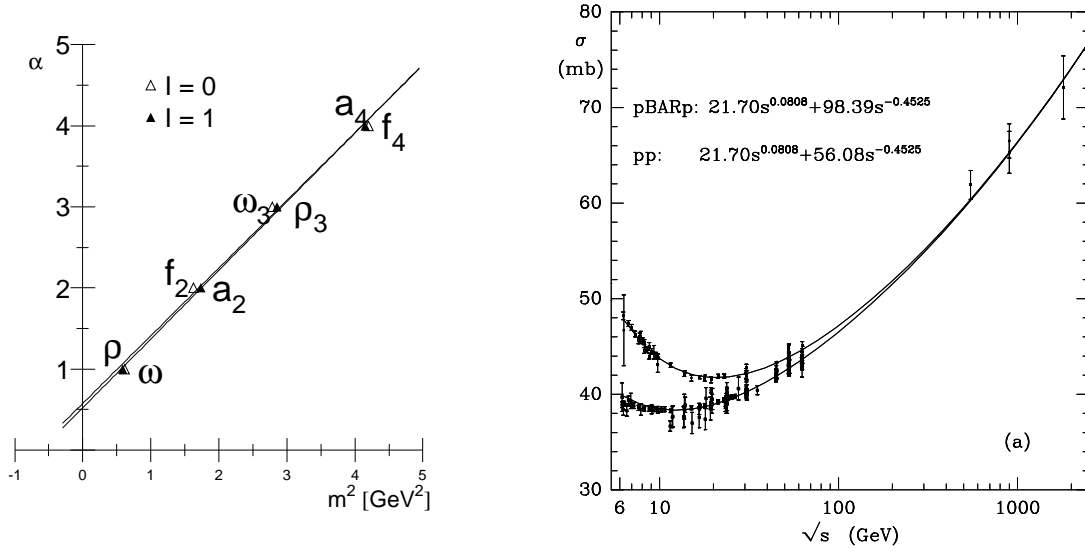 5
α
△ I = 0
▲ I = 1
a₄
4
f₄
3
ω₃
ρ₃
f₂
2
a₂
ρ
1
ω
-1 0 1 2 3 4 5
m² [GeV²]
80
σ
(mb)
70
pBARp: 21.70s^0.0808+98.39s^-0.4525
pp: 21.70s^0.0808+56.08s^-0.4525
60
50
40
(a)
30
6 10 100 1000
√s (GeV)